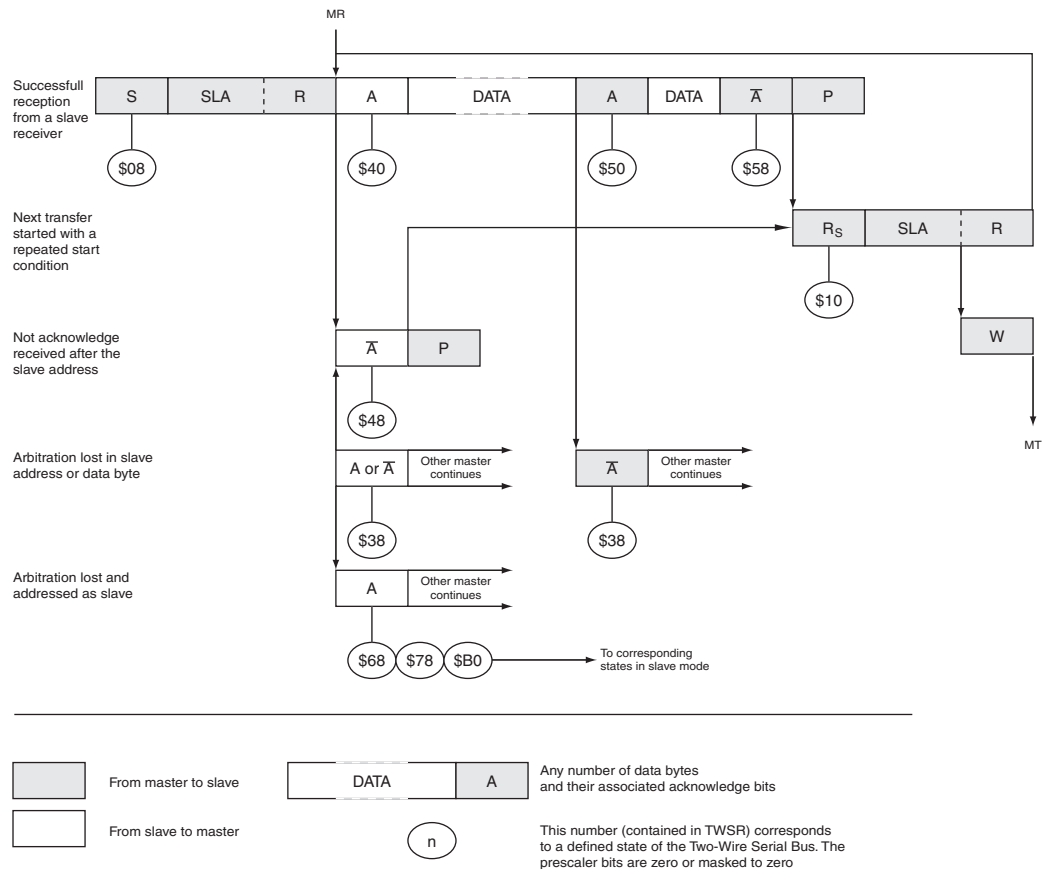 MR
Successfull
reception
from a slave
receiver
S SLA R A DATA A DATA A̅ P
$08 $40 $50 $58
Next transfer
started with a
repeated start
condition
RS SLA R
$10
Not acknowledge
received after the
slave address
A̅ P
W
$48
MT
Arbitration lost in slave
address or data byte
A or A̅
Other master
continues
A̅
Other master
continues
$38 $38
Arbitration lost and
addressed as slave
A
Other master
continues
$68 $78 $B0
To corresponding
states in slave mode
From master to slave
DATA A
Any number of data bytes
and their associated acknowledge bits
From slave to master
n
This number (contained in TWSR) corresponds
to a defined state of the Two-Wire Serial Bus. The
prescaler bits are zero or masked to zero